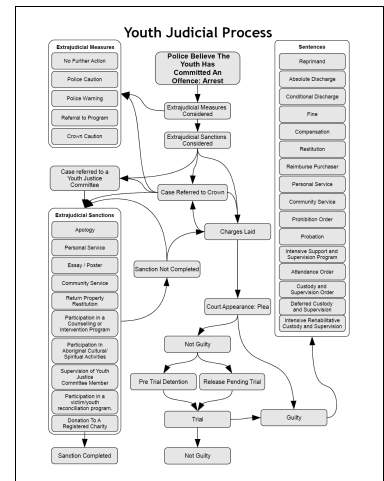 Youth Judicial Process
Extrajudicial Measures
No Further Action
Police Caution
Police Warning
Referral to Program
Crown Caution
Police Believe The
Youth Has
Committed An
Offence: Arrest
Extrajudicial Measures
Considered
Extrajudicial Sanctions
Considered
Case referred to a
Youth Justice
Committee
Case Referred to Crown
Charges Laid
Extrajudicial Sanctions
Apology
Personal Service
Essay / Poster
Community Service
Return Property
Restitution
Participation in a
Counselling or
Intervention Program
Participation In
Aboriginal Cultural/
Spiritual Activities
Supervision of Youth
Justice
Committee Member
Participation in a
victim/youth
reconciliation program.
Donation To A
Registered Charity
Sanction Completed
Sanction Not Completed
Court Appearance: Plea
Not Guilty
Pre Trial Detention
Release Pending Trial
Trial
Guilty
Not Guilty
Sentences
Reprimand
Absolute Discharge
Conditional Discharge
Fine
Compensation
Restitution
Reimburse Purchaser
Personal Service
Community Service
Prohibition Order
Probation
Intensive Support and
Supervision Program
Attendance Order
Custody and
Supervision Order
Deferred Custody
and Supervision
Intensive Rehabilitative
Custody and Supervision